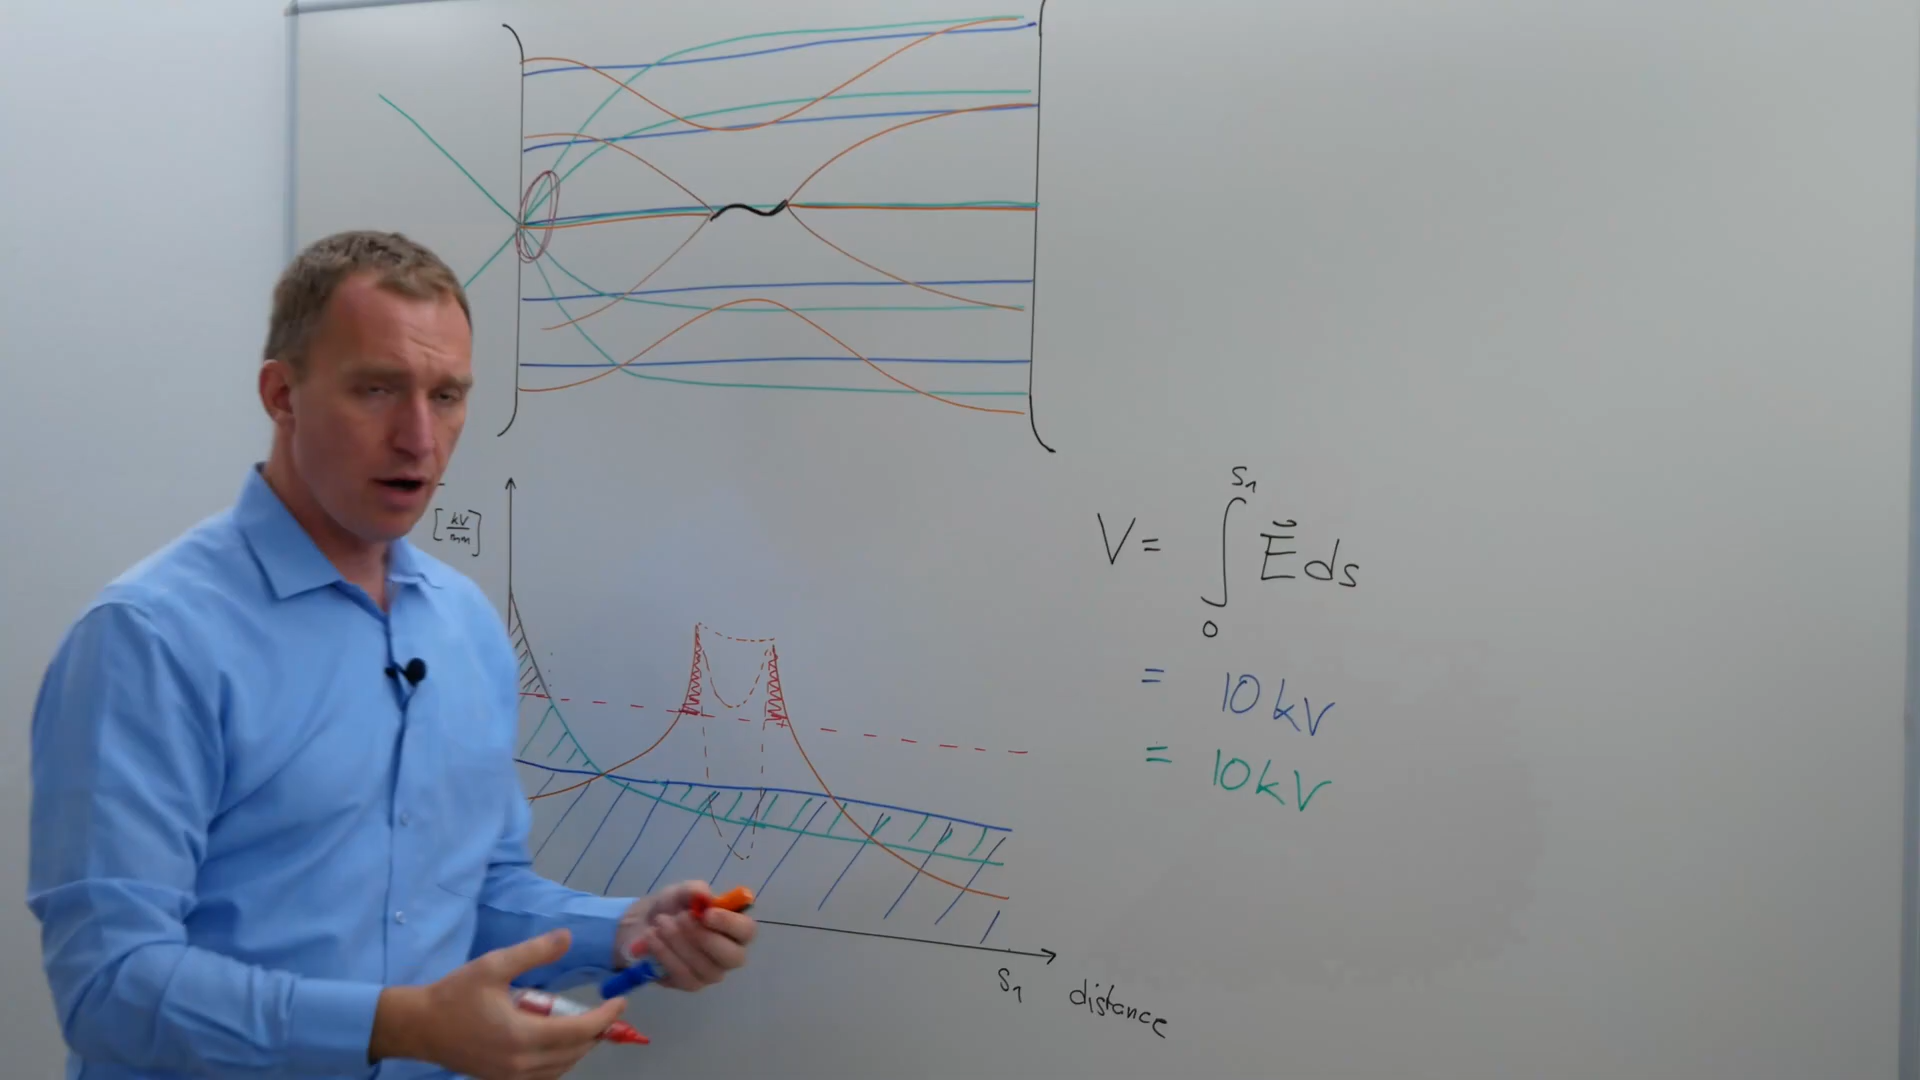 [kV/mm]
V = ∫₀^S₁ E⃗ ds
= 10 kV
= 10 kV
S₁ distance